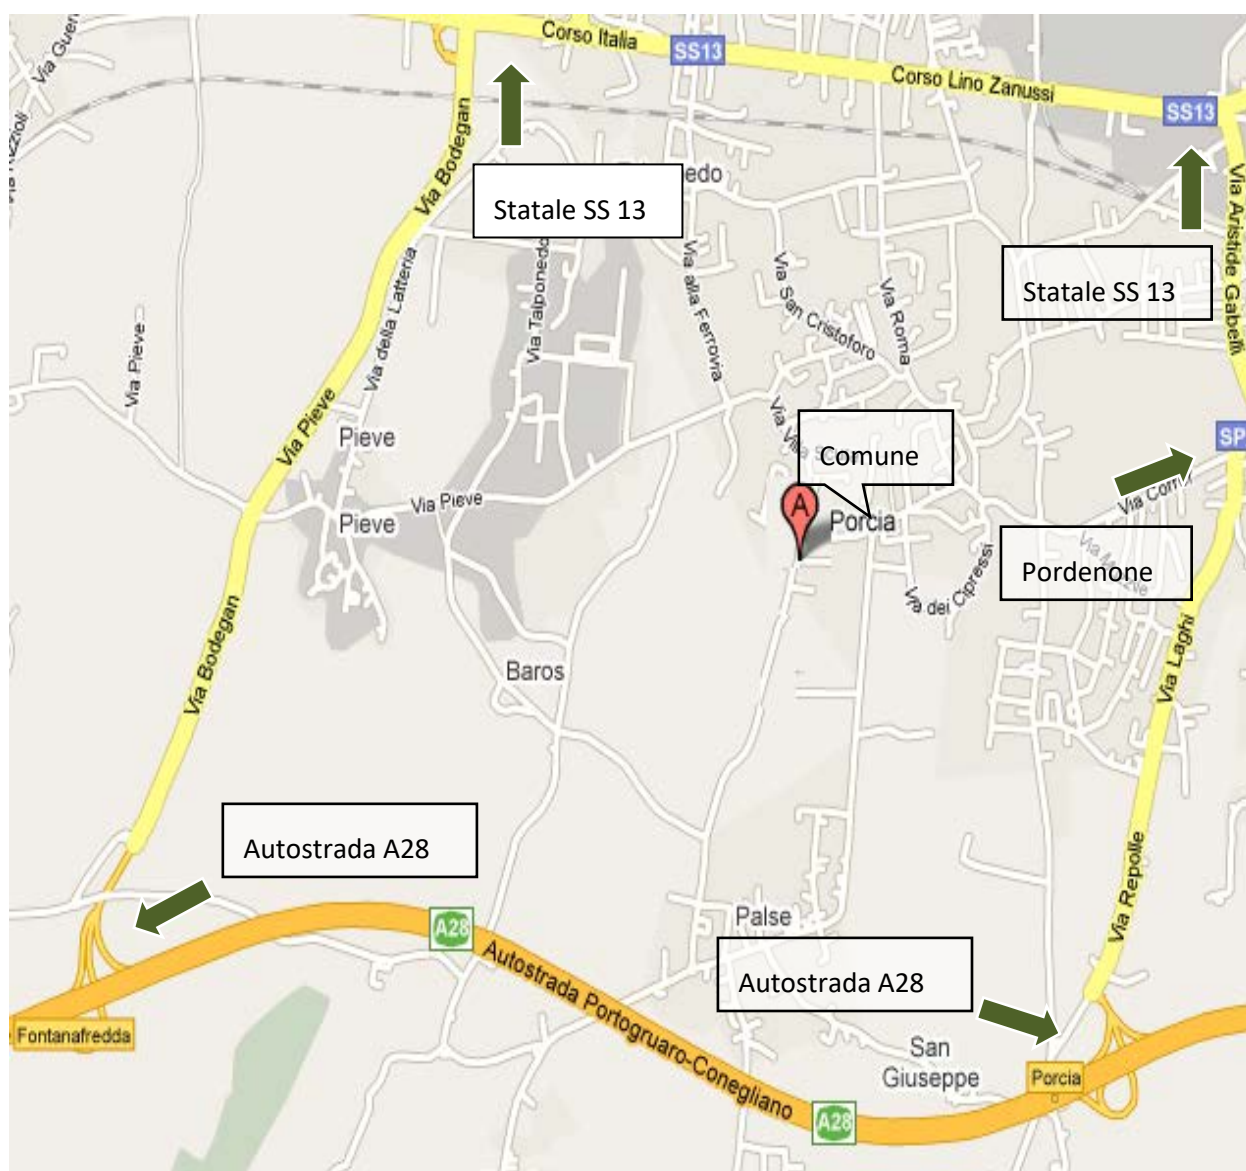 Corso Italia
SS13
Corso Lino Zanussi
SS13
Via Bodegan
Statale SS 13
edo
Via Aristide Gabelli
Statale SS 13
Via della Latteria
Via Talponedo
Via alla Ferrovia
Via San Cristoforo
Via Roma
Via Pieve
Via Pieve
Pieve
Via Villa S
Comune
SP
A
Pieve
Via Pieve
Porcia
Via dei Cipressi
Pordenone
Via Bodegan
Baros
Via Laghi
Autostrada A28
Via Repolle
A28
Palse
Autostrada Portogruaro-Conegliano
Autostrada A28
Fontanafredda
San
Giuseppe
Porcia
A28